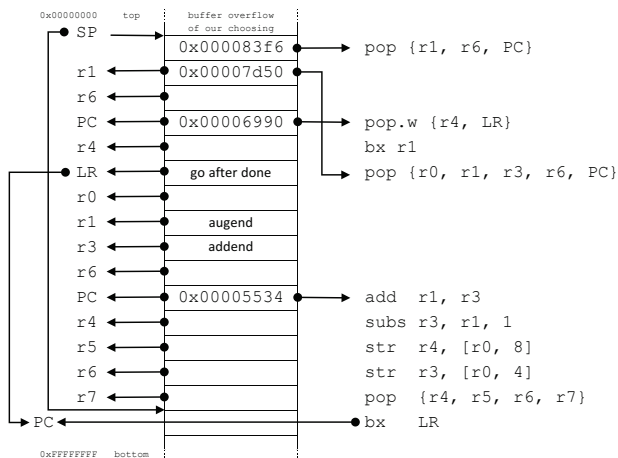 0x00000000 top buffer overflow
of our choosing
SP
0x000083f6 pop {r1, r6, PC}
r1 0x00007d50
r6
PC 0x00006990 pop.w {r4, LR}
r4 bx r1
LR go after done pop {r0, r1, r3, r6, PC}
r0
r1 augend
r3 addend
r6
PC 0x00005534 add r1, r3
r4 subs r3, r1, 1
r5 str r4, [r0, 8]
r6 str r3, [r0, 4]
r7 pop {r4, r5, r6, r7}
PC bx LR
0xFFFFFFFF bottom